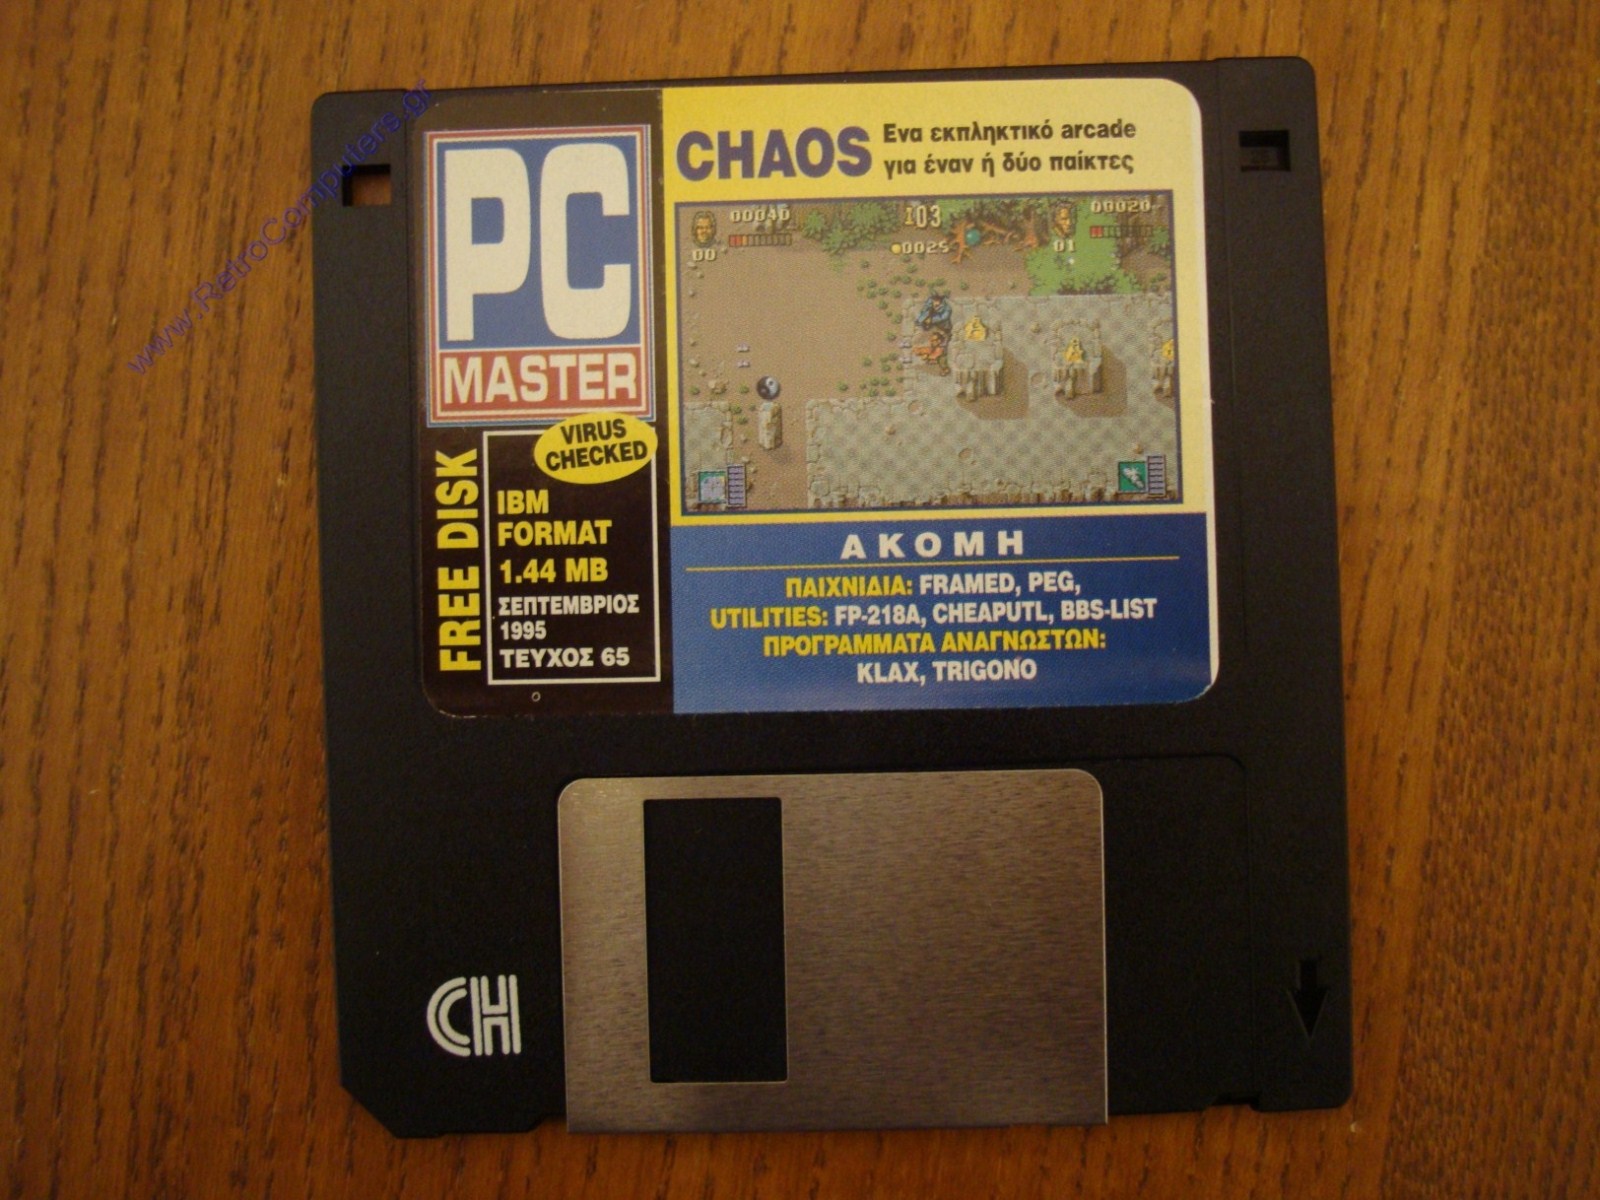 www.RetroComputers.gr
PC
MASTER
FREE DISK
VIRUS
CHECKED
IBM
FORMAT
1.44 MB
ΣΕΠΤΕΜΒΡΙΟΣ
1995
ΤΕΥΧΟΣ 65
CHAOS
Ενα εκπληκτικό arcade
για έναν ή δύο παίκτες
00040
103
00020
00
0025
01
ΑΚΟΜΗ
ΠΑΙΧΝΙΔΙΑ: FRAMED, PEG,
UTILITIES: FP-218A, CHEAPUTL, BBS-LIST
ΠΡΟΓΡΑΜΜΑΤΑ ΑΝΑΓΝΩΣΤΩΝ:
KLAX, TRIGONO
CH